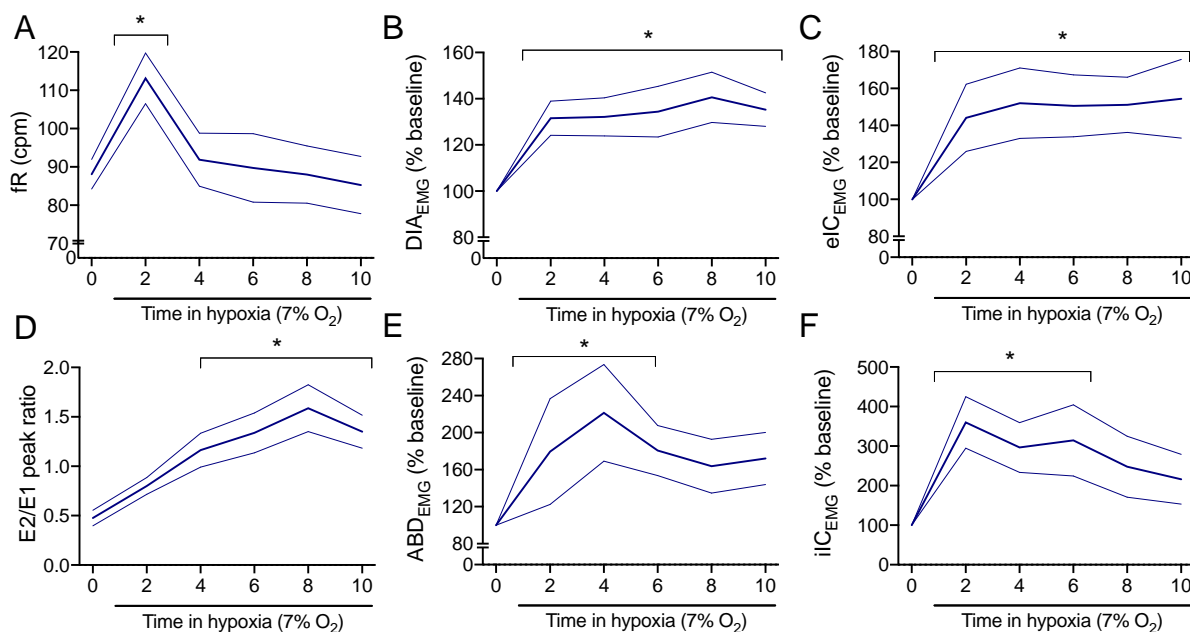 A
*
fR (cpm)
120
110
100
90
80
70
0
0 2 4 6 8 10
Time in hypoxia (7% O₂)
B
*
DIA_EMG (% baseline)
160
140
120
100
80
0
0 2 4 6 8 10
Time in hypoxia (7% O₂)
C
*
eIC_EMG (% baseline)
180
160
140
120
100
80
0
0 2 4 6 8 10
Time in hypoxia (7% O₂)
D
*
E2/E1 peak ratio
2.0
1.5
1.0
0.5
0.0
0 2 4 6 8 10
Time in hypoxia (7% O₂)
E
*
ABD_EMG (% baseline)
280
240
200
160
120
80
0
0 2 4 6 8 10
Time in hypoxia (7% O₂)
F
*
iIC_EMG (% baseline)
500
400
300
200
100
0
0 2 4 6 8 10
Time in hypoxia (7% O₂)